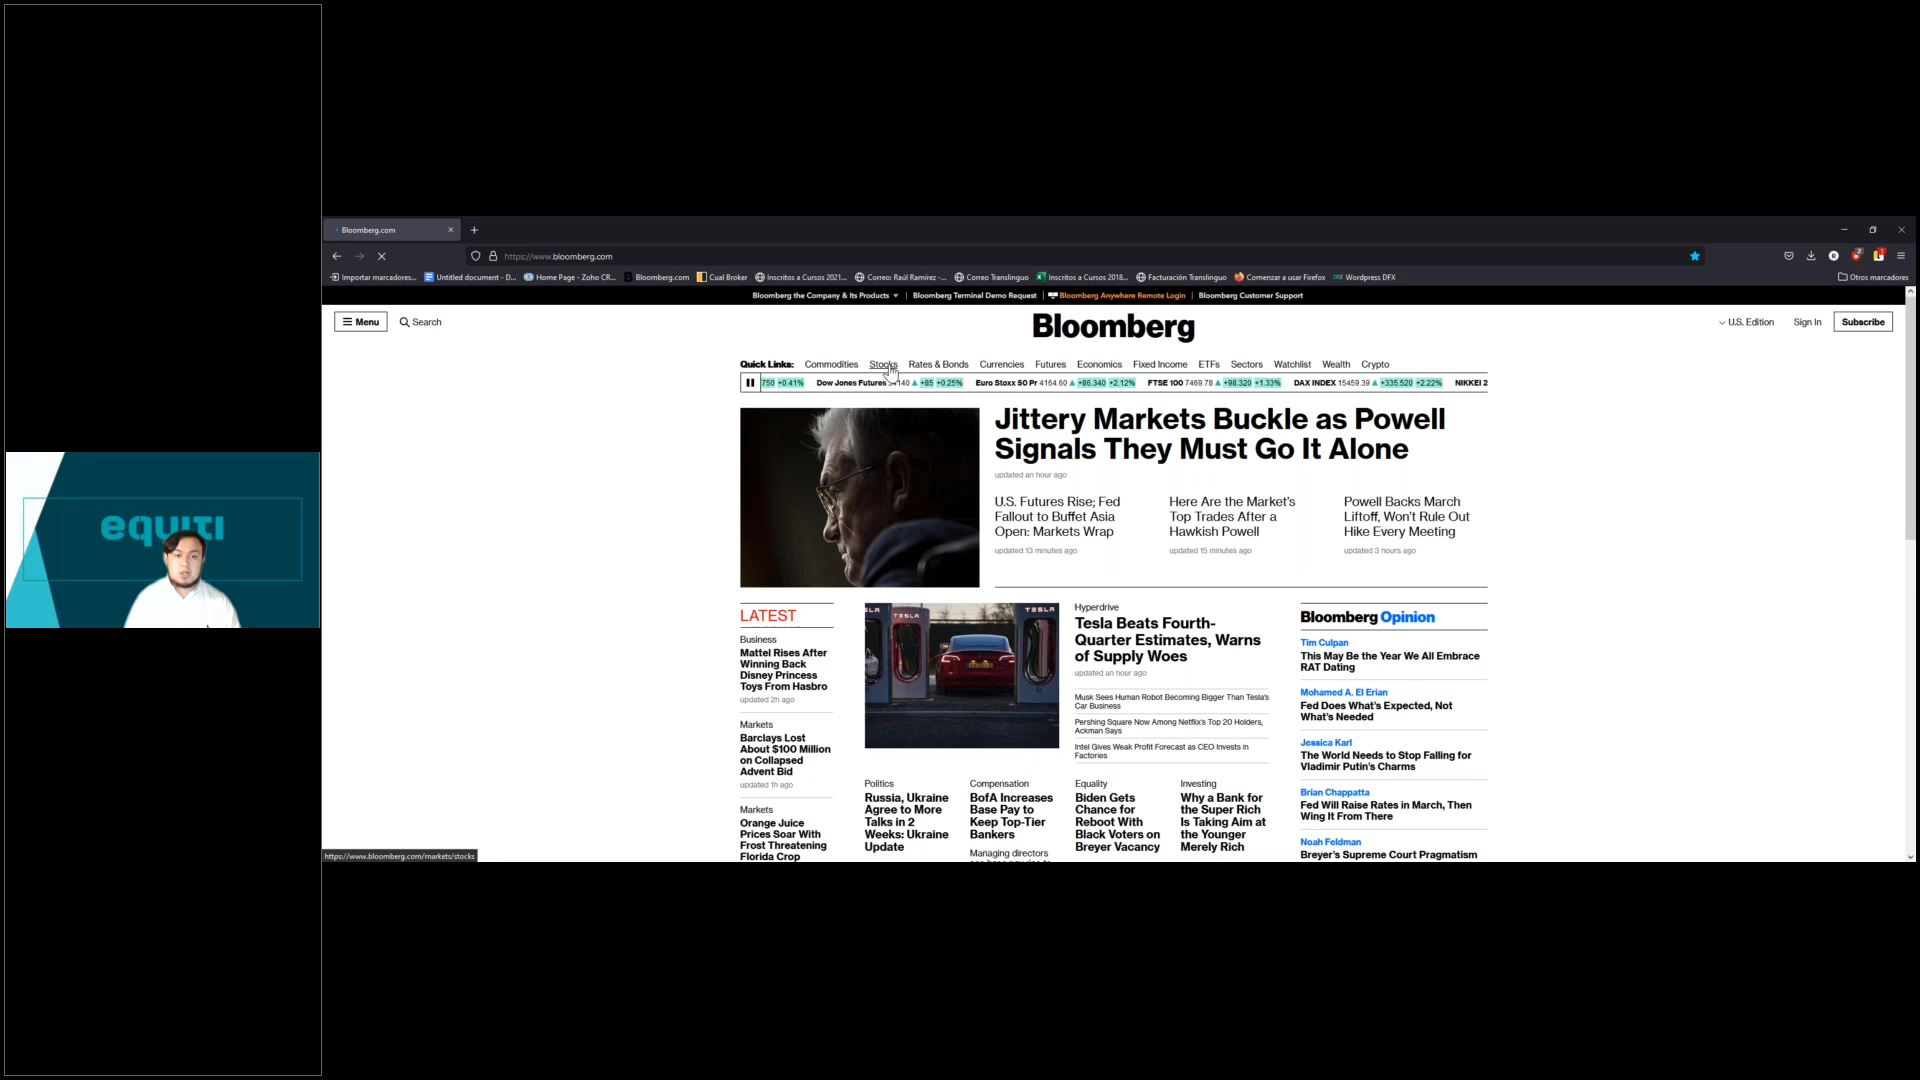 equiti
Bloomberg.com
https://www.bloomberg.com
Importar marcadores...
Untitled document - D...
Home Page - Zoho CR...
Bloomberg.com
Cual Broker
Inscritos a Cursos 2021...
Correo: Raúl Ramírez -...
Correo Translinguo
Inscritos a Cursos 2018...
Facturación Translinguo
Comenzar a usar Firefox
Wordpress DFX
Otros marcadores
Bloomberg the Company & Its Products
Bloomberg Terminal Demo Request
Bloomberg Anywhere Remote Login
Bloomberg Customer Support
Menu
Search
Bloomberg
U.S. Edition
Sign In
Subscribe
Quick Links: Commodities Stocks Rates & Bonds Currencies Futures Economics Fixed Income ETFs Sectors Watchlist Wealth Crypto
750 +0.41% Dow Jones Futures 140 +85 +0.25% Euro Stoxx 50 Pr 4164.60 +86.340 +2.12% FTSE 100 7469.78 +98.320 +1.33% DAX INDEX 15459.39 +335.520 +2.22% NIKKEI 2
Jittery Markets Buckle as Powell
Signals They Must Go It Alone
updated an hour ago
U.S. Futures Rise; Fed
Fallout to Buffet Asia
Open: Markets Wrap
updated 13 minutes ago
Here Are the Market's
Top Trades After a
Hawkish Powell
updated 15 minutes ago
Powell Backs March
Liftoff, Won't Rule Out
Hike Every Meeting
updated 3 hours ago
LATEST
Business
Mattel Rises After
Winning Back
Disney Princess
Toys From Hasbro
updated 2h ago
Markets
Barclays Lost
About $100 Million
on Collapsed
Advent Bid
updated 1h ago
Markets
Orange Juice
Prices Soar With
Frost Threatening
Florida Crop
TESLA
TESLA
Hyperdrive
Tesla Beats Fourth-
Quarter Estimates, Warns
of Supply Woes
updated an hour ago
Musk Sees Human Robot Becoming Bigger Than Tesla's
Car Business
Pershing Square Now Among Netflix's Top 20 Holders,
Ackman Says
Intel Gives Weak Profit Forecast as CEO Invests in
Factories
Politics
Russia, Ukraine
Agree to More
Talks in 2
Weeks: Ukraine
Update
Compensation
BofA Increases
Base Pay to
Keep Top-Tier
Bankers
Managing directors
Equality
Biden Gets
Chance for
Reboot With
Black Voters on
Breyer Vacancy
Investing
Why a Bank for
the Super Rich
Is Taking Aim at
the Younger
Merely Rich
Bloomberg Opinion
Tim Culpan
This May Be the Year We All Embrace
RAT Dating
Mohamed A. El Erian
Fed Does What's Expected, Not
What's Needed
Jessica Karl
The World Needs to Stop Falling for
Vladimir Putin's Charms
Brian Chappatta
Fed Will Raise Rates in March, Then
Wing It From There
Noah Feldman
Breyer's Supreme Court Pragmatism
https://www.bloomberg.com/markets/stocks